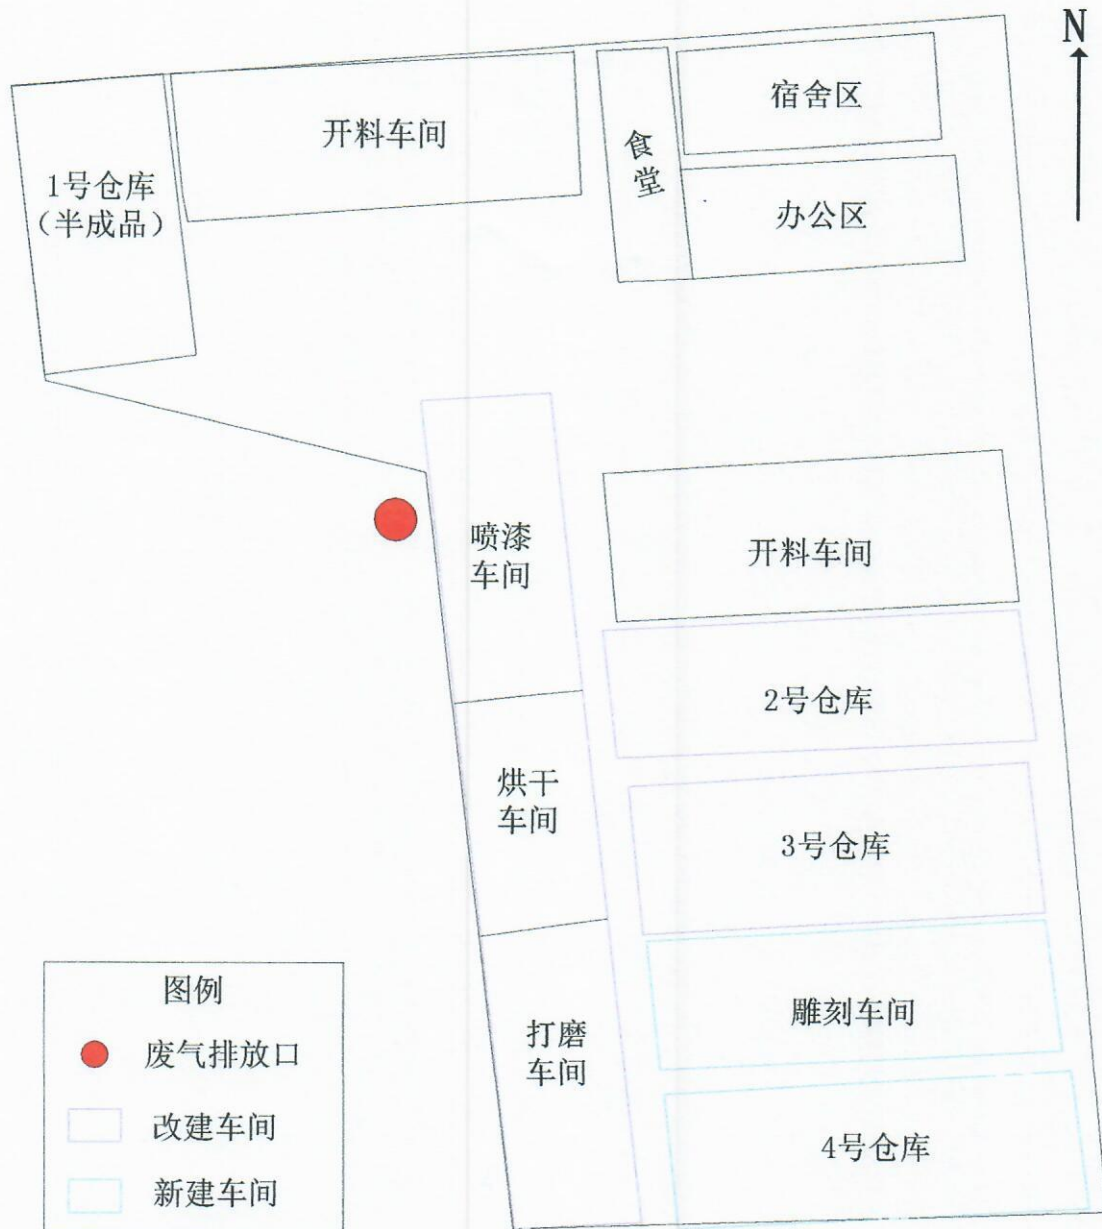 N
宿舍区
开料车间
食堂
1号仓库
（半成品）
办公区
喷漆
车间
开料车间
2号仓库
烘干
车间
3号仓库
图例
雕刻车间
打磨
车间
废气排放口
改建车间
4号仓库
新建车间